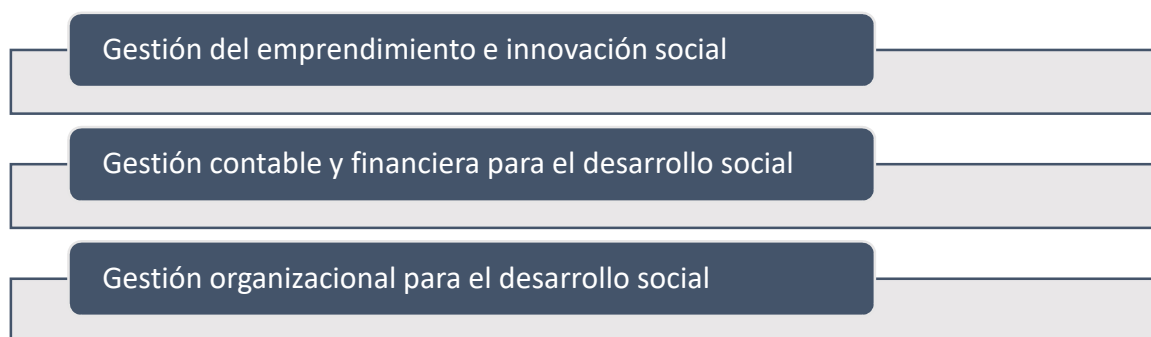 Gestión del emprendimiento e innovación social
Gestión contable y financiera para el desarrollo social
Gestión organizacional para el desarrollo social